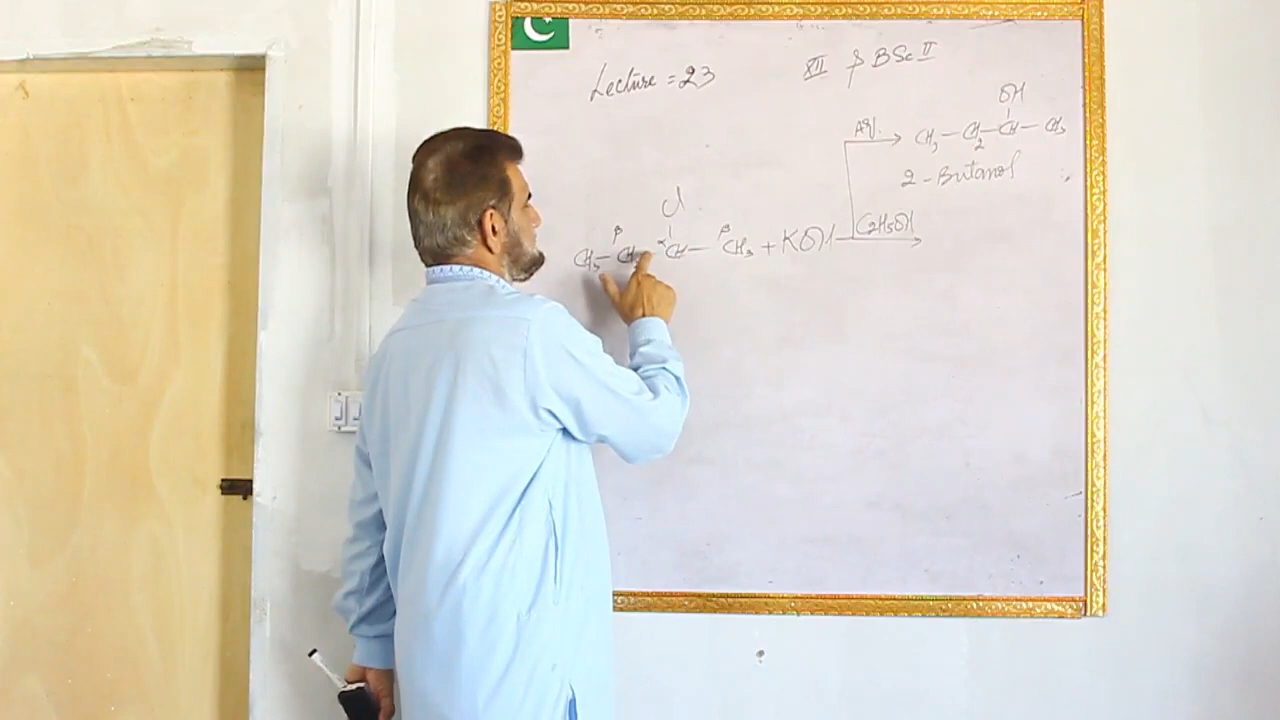 Lecture = 23
XII & BSc II
OH
Aq. CH3 — CH2 — CH — CH3
2 - Butanol
Cl
β α β
CH3 — CH CH — CH3 + KOH C2H5OH